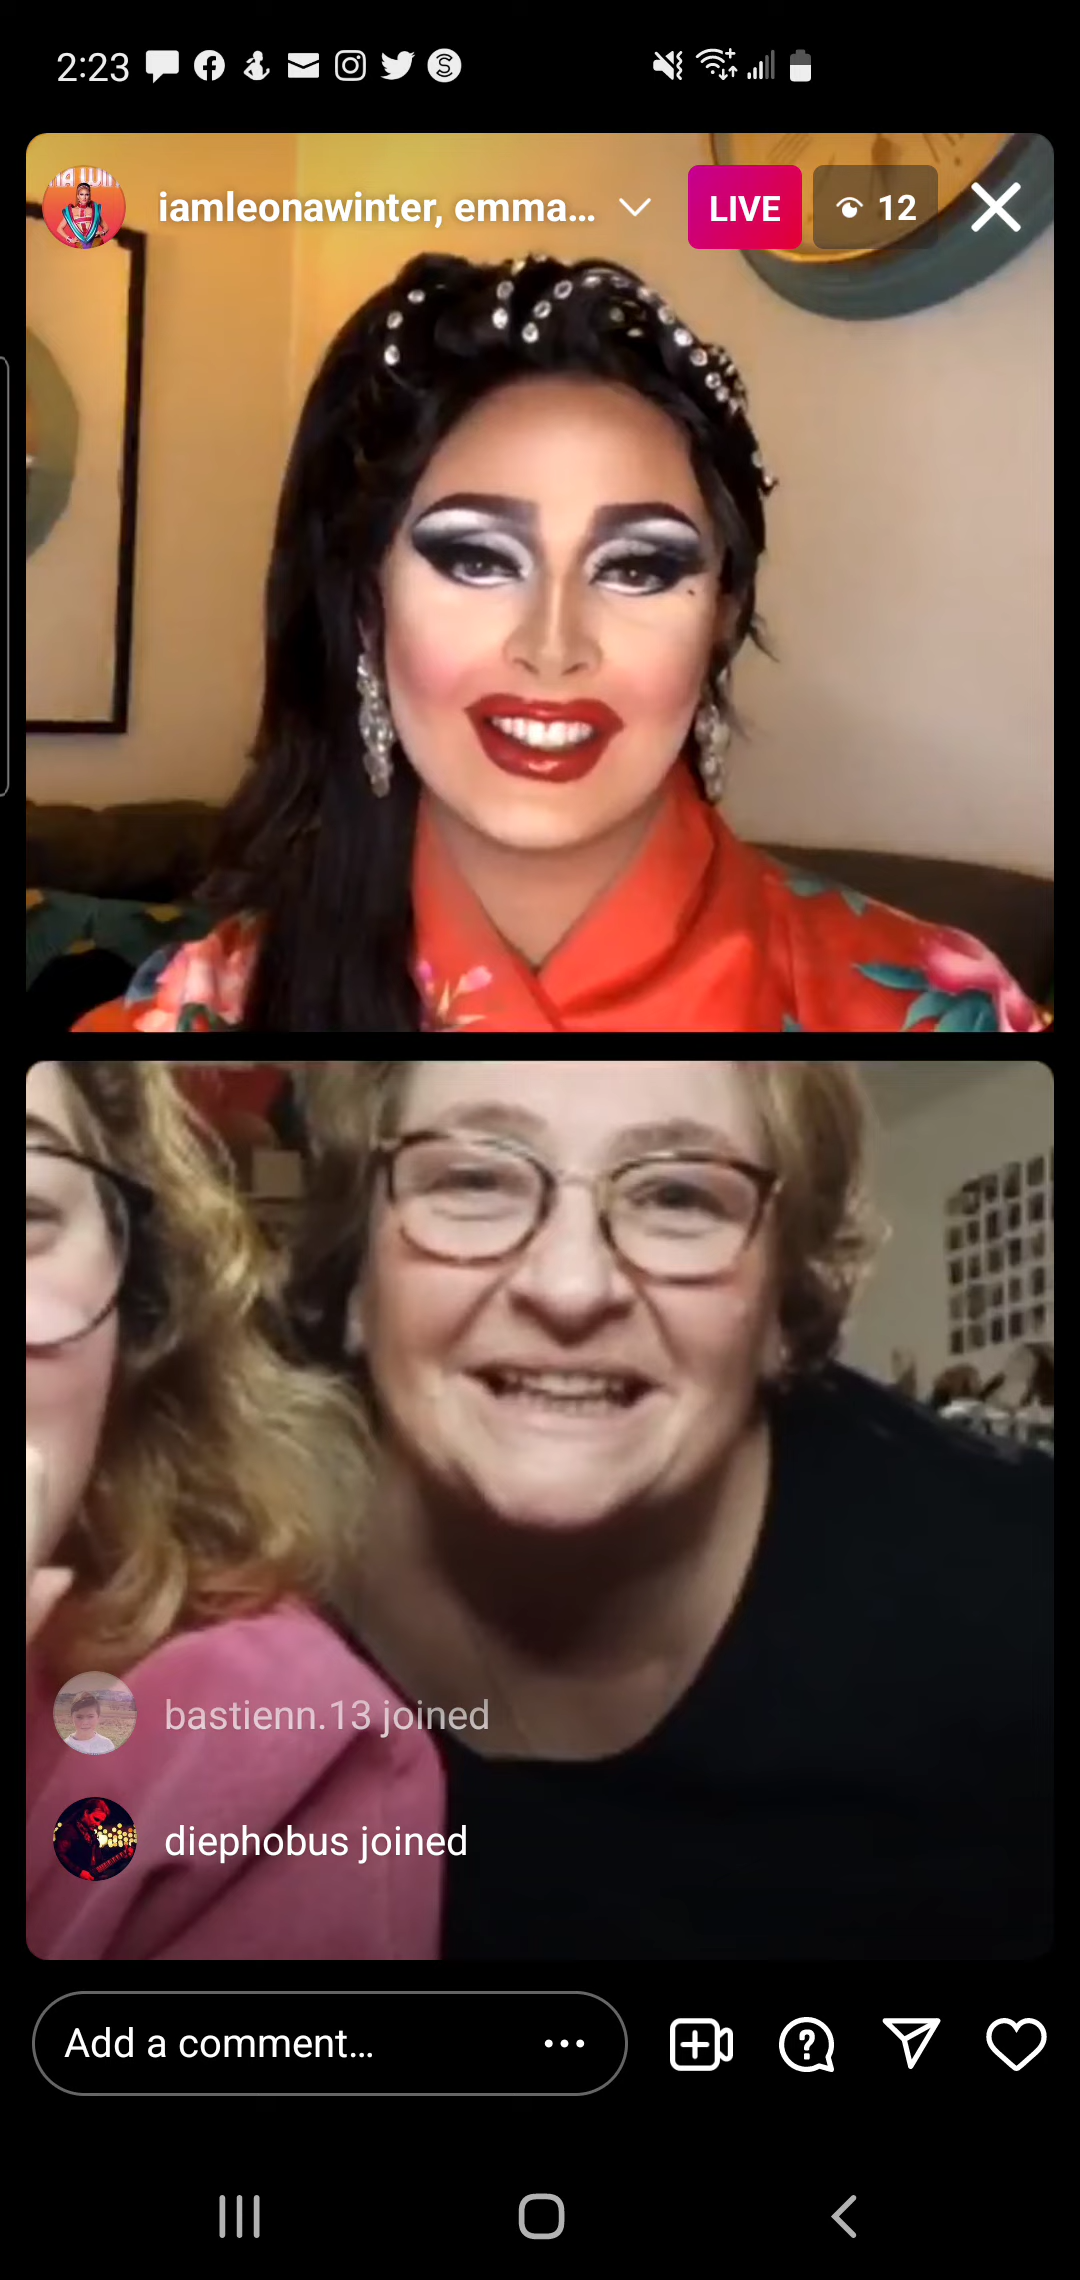 2:23
iamleonawinter, emma...
LIVE
12
bastienn.13 joined
diephobus joined
Add a comment...